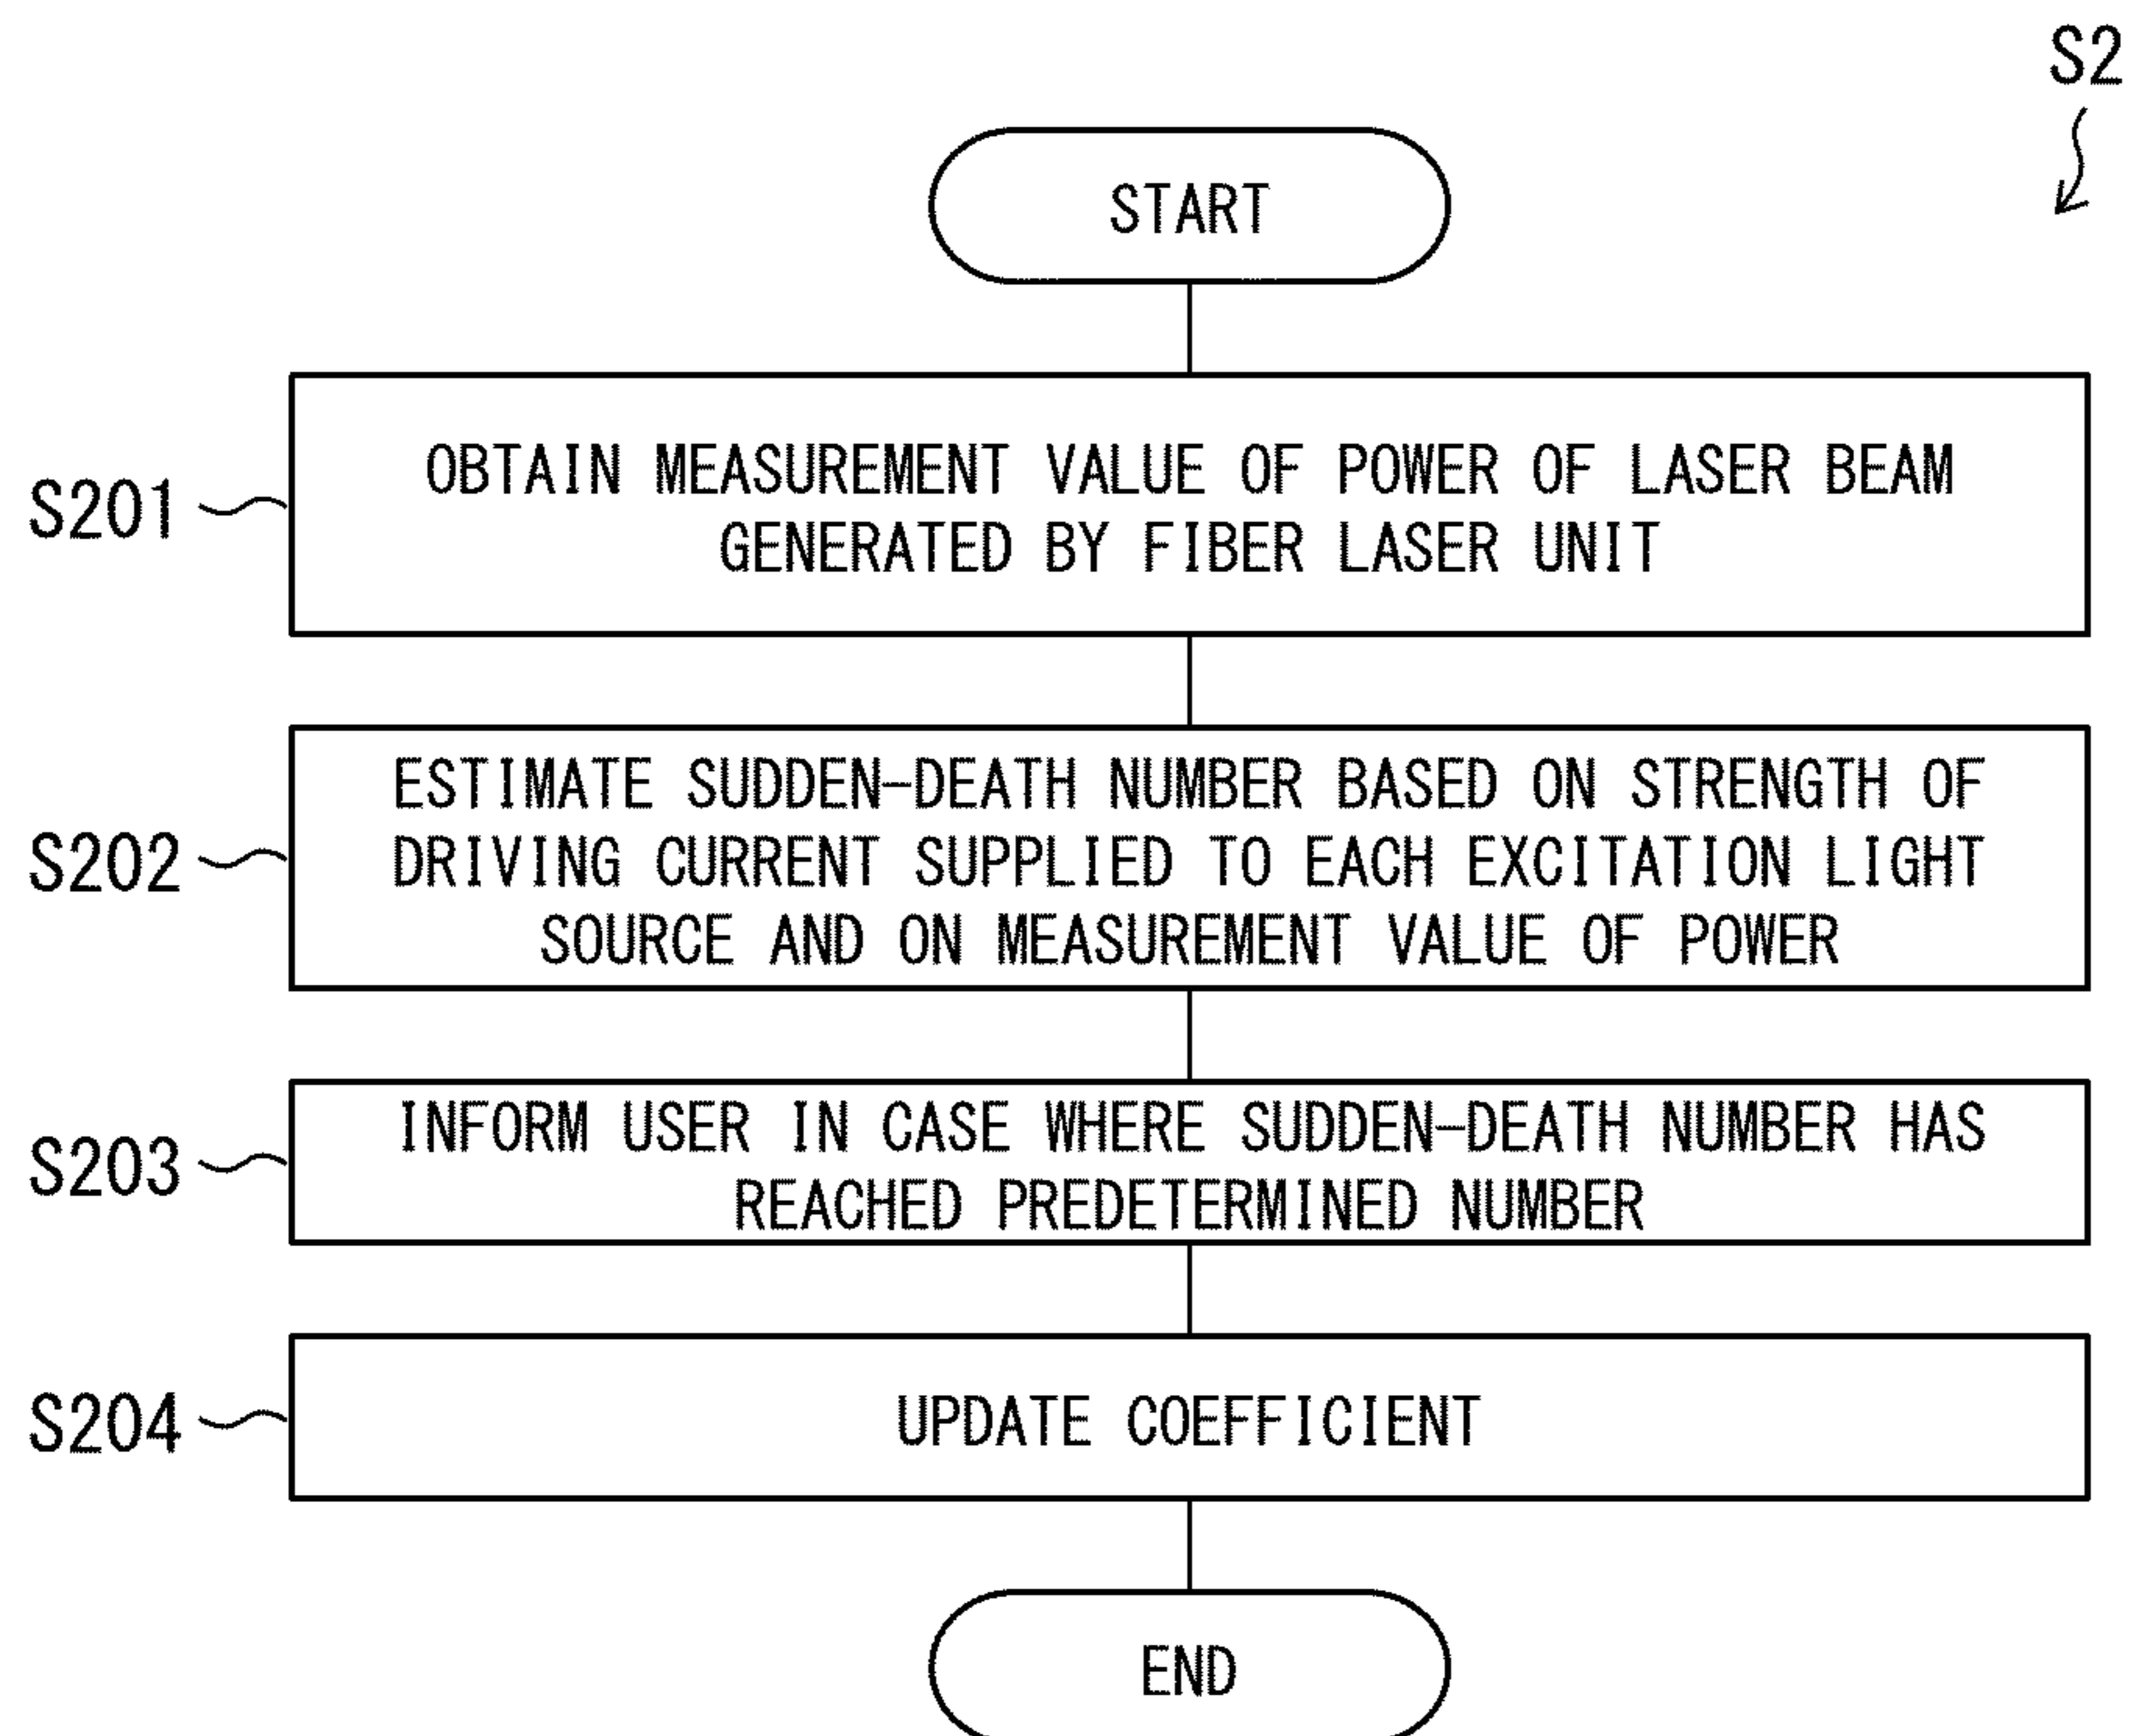 S2
START
S201
OBTAIN MEASUREMENT VALUE OF POWER OF LASER BEAM
GENERATED BY FIBER LASER UNIT
S202
ESTIMATE SUDDEN-DEATH NUMBER BASED ON STRENGTH OF
DRIVING CURRENT SUPPLIED TO EACH EXCITATION LIGHT
SOURCE AND ON MEASUREMENT VALUE OF POWER
S203
INFORM USER IN CASE WHERE SUDDEN-DEATH NUMBER HAS
REACHED PREDETERMINED NUMBER
S204
UPDATE COEFFICIENT
END